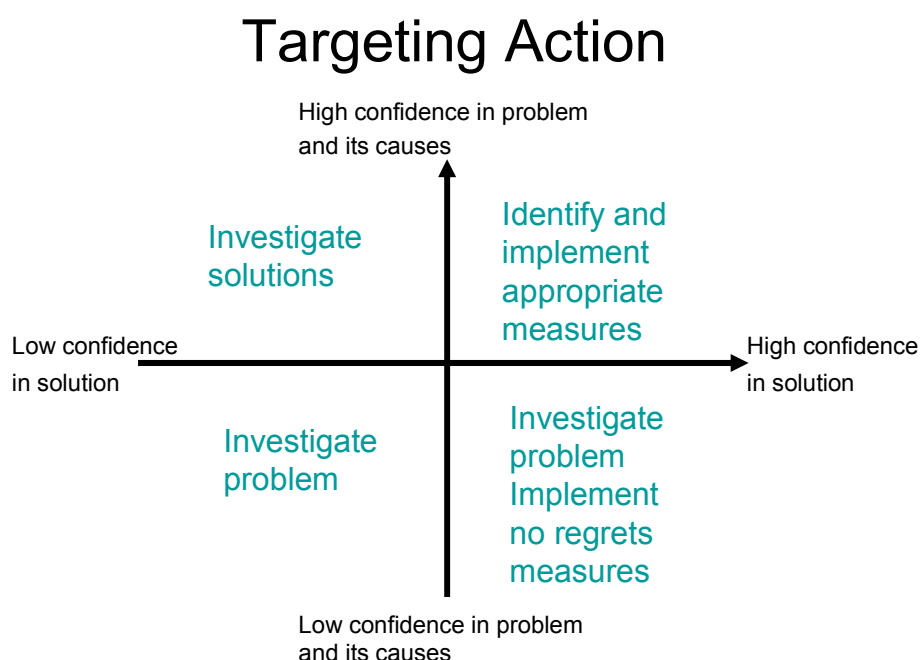 Targeting Action
High confidence in problem
and its causes
Investigate
solutions
Identify and
implement
appropriate
measures
Low confidence
in solution
High confidence
in solution
Investigate
problem
Investigate
problem
Implement
no regrets
measures
Low confidence in problem
and its causes